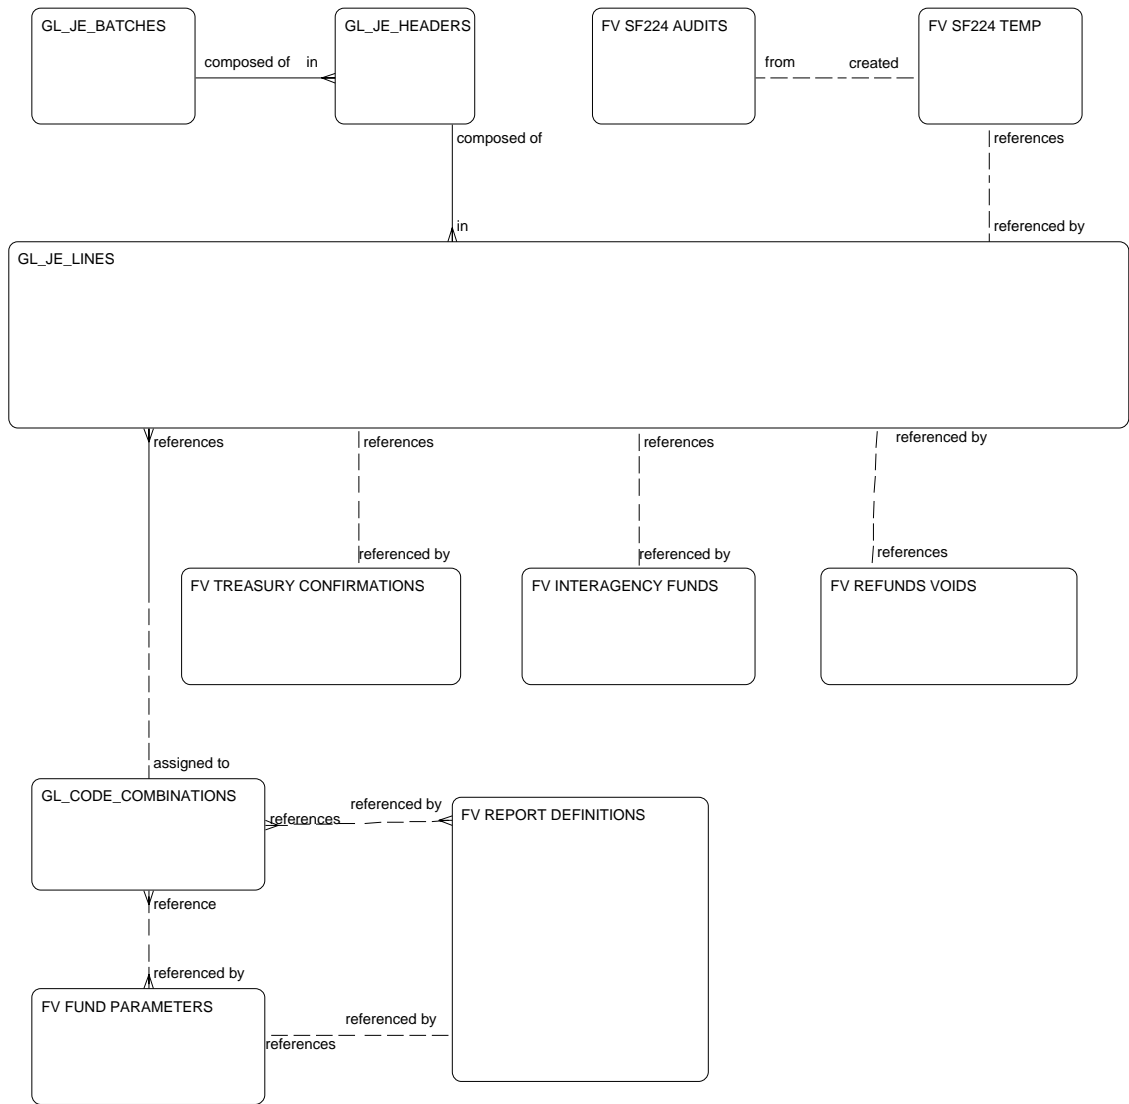 GL_JE_BATCHES
GL_JE_HEADERS
FV SF224 AUDITS
FV SF224 TEMP
composed of in
from created
composed of
references
in
referenced by
GL_JE_LINES
references
references
references
referenced by
referenced by
referenced by
references
FV TREASURY CONFIRMATIONS
FV INTERAGENCY FUNDS
FV REFUNDS VOIDS
assigned to
GL_CODE_COMBINATIONS
referenced by
references
FV REPORT DEFINITIONS
reference
referenced by
FV FUND PARAMETERS
referenced by
references